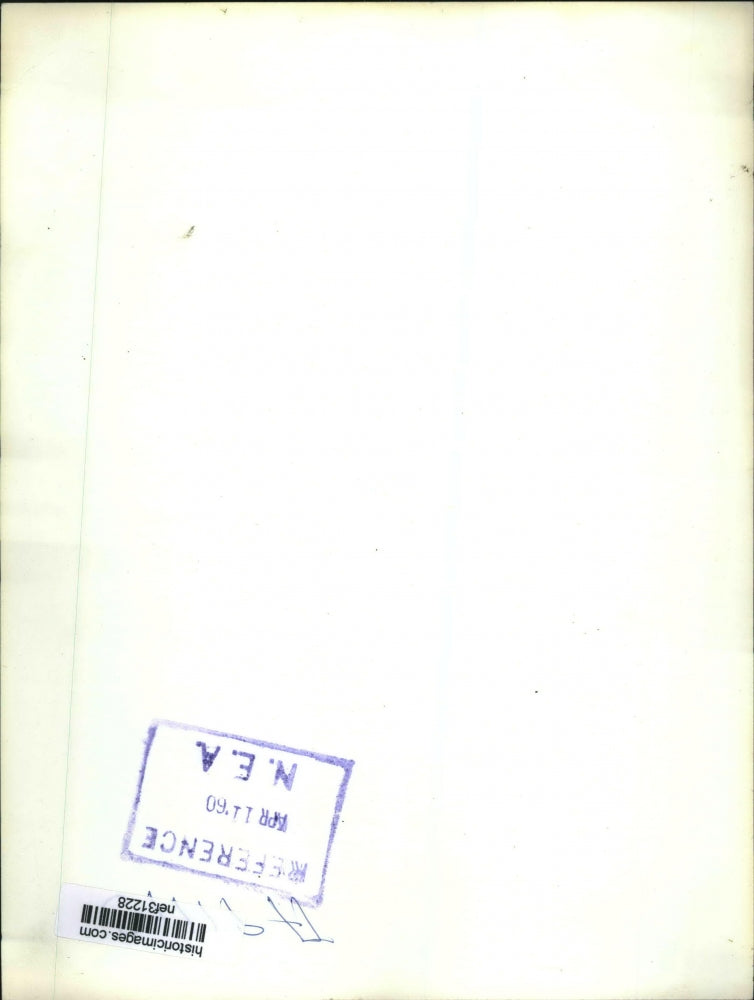 historicimages.com
nef31228
REFERENCE
APR 11'60
N.E.A.